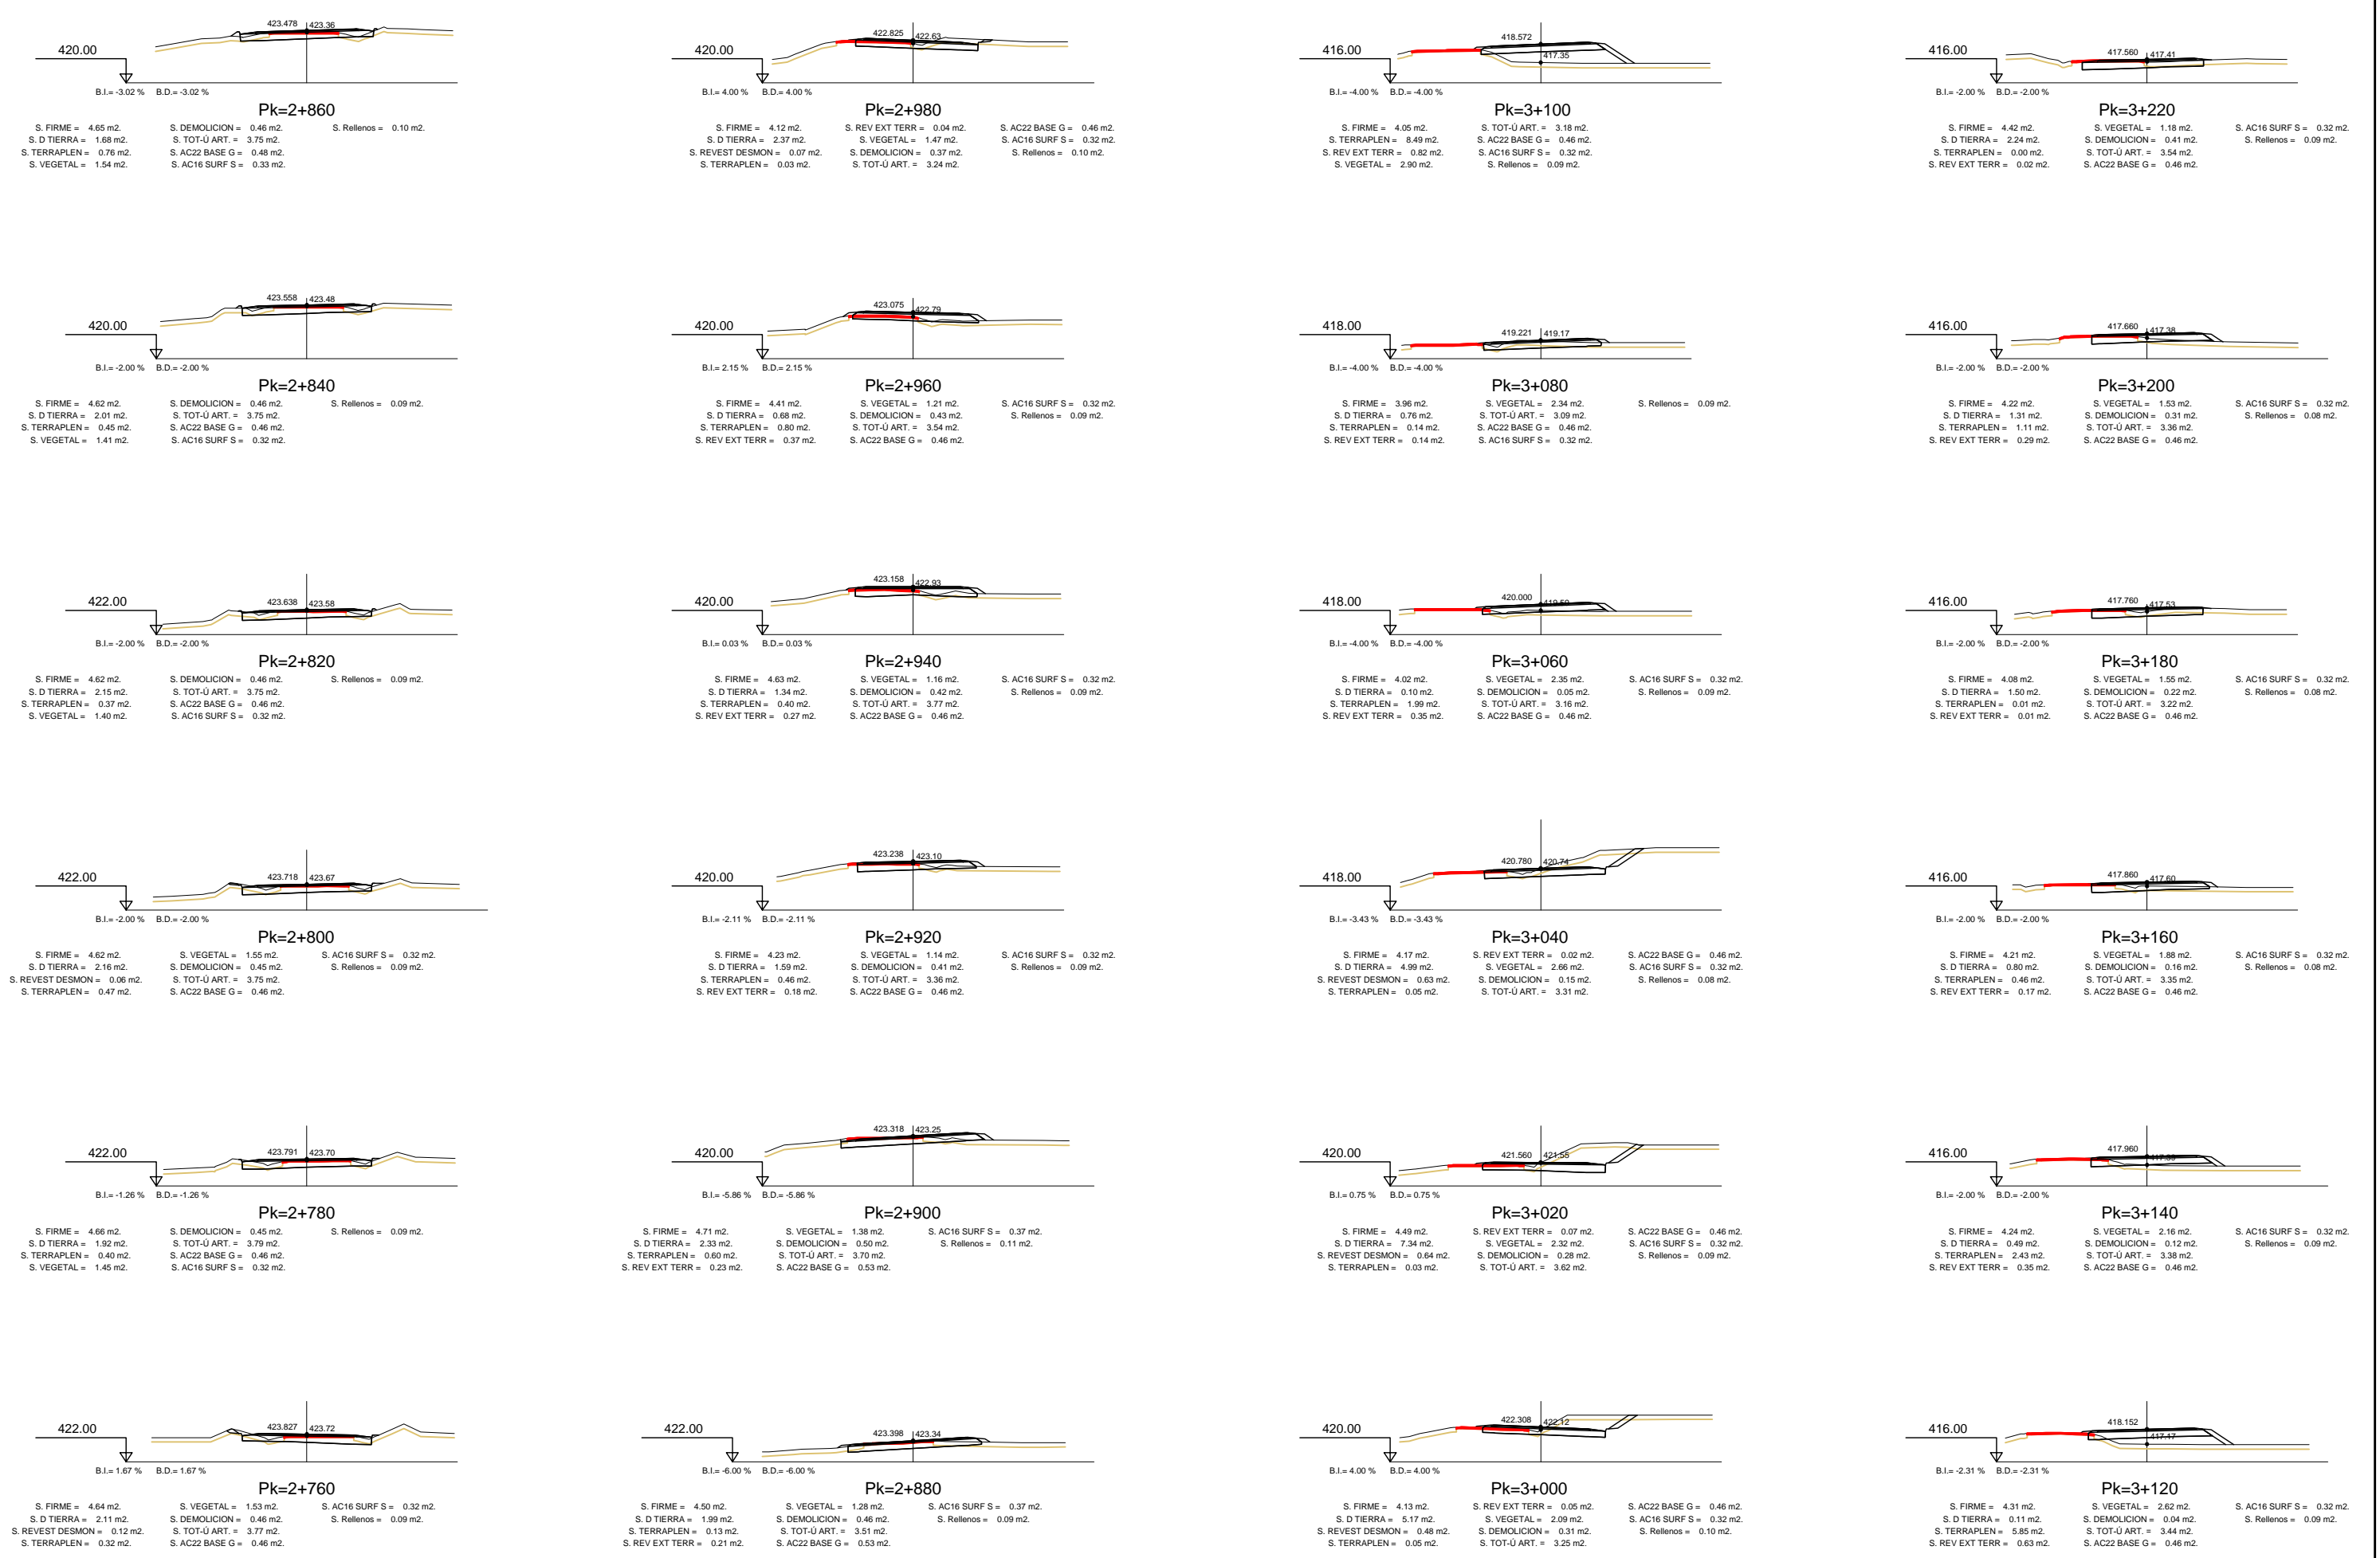 423.478 423.36
420.00
B.I.= -3.02 % B.D.= -3.02 %
Pk=2+860
S. FIRME = 4.65 m2. S. DEMOLICION = 0.46 m2. S. Rellenos = 0.10 m2.
S. D TIERRA = 1.68 m2. S. TOT-Ú ART. = 3.75 m2.
S. TERRAPLEN = 0.76 m2. S. AC22 BASE G = 0.48 m2.
S. VEGETAL = 1.54 m2. S. AC16 SURF S = 0.33 m2.
422.825 422.63
420.00
B.I.= 4.00 % B.D.= 4.00 %
Pk=2+980
S. FIRME = 4.12 m2. S. REV EXT TERR = 0.04 m2. S. AC22 BASE G = 0.46 m2.
S. D TIERRA = 2.37 m2. S. VEGETAL = 1.47 m2. S. AC16 SURF S = 0.32 m2.
S. REVEST DESMON = 0.07 m2. S. DEMOLICION = 0.37 m2. S. Rellenos = 0.10 m2.
S. TERRAPLEN = 0.03 m2. S. TOT-Ú ART. = 3.24 m2.
418.572
416.00 417.35
B.I.= -4.00 % B.D.= -4.00 %
Pk=3+100
S. FIRME = 4.05 m2. S. TOT-Ú ART. = 3.18 m2.
S. TERRAPLEN = 8.49 m2. S. AC22 BASE G = 0.46 m2.
S. REV EXT TERR = 0.82 m2. S. AC16 SURF S = 0.32 m2.
S. VEGETAL = 2.90 m2. S. Rellenos = 0.09 m2.
417.560 417.41
416.00
B.I.= -2.00 % B.D.= -2.00 %
Pk=3+220
S. FIRME = 4.42 m2. S. VEGETAL = 1.18 m2. S. AC16 SURF S = 0.32 m2.
S. D TIERRA = 2.24 m2. S. DEMOLICION = 0.41 m2. S. Rellenos = 0.09 m2.
S. TERRAPLEN = 0.00 m2. S. TOT-Ú ART. = 3.54 m2.
S. REV EXT TERR = 0.02 m2. S. AC22 BASE G = 0.46 m2.
423.558 423.48
420.00
B.I.= -2.00 % B.D.= -2.00 %
Pk=2+840
S. FIRME = 4.62 m2. S. DEMOLICION = 0.46 m2. S. Rellenos = 0.09 m2.
S. D TIERRA = 2.01 m2. S. TOT-Ú ART. = 3.75 m2.
S. TERRAPLEN = 0.45 m2. S. AC22 BASE G = 0.46 m2.
S. VEGETAL = 1.41 m2. S. AC16 SURF S = 0.32 m2.
423.075 422.79
420.00
B.I.= 2.15 % B.D.= 2.15 %
Pk=2+960
S. FIRME = 4.41 m2. S. VEGETAL = 1.21 m2. S. AC16 SURF S = 0.32 m2.
S. D TIERRA = 0.68 m2. S. DEMOLICION = 0.43 m2. S. Rellenos = 0.09 m2.
S. TERRAPLEN = 0.80 m2. S. TOT-Ú ART. = 3.54 m2.
S. REV EXT TERR = 0.37 m2. S. AC22 BASE G = 0.46 m2.
419.221 419.17
418.00
B.I.= -4.00 % B.D.= -4.00 %
Pk=3+080
S. FIRME = 3.96 m2. S. VEGETAL = 2.34 m2. S. Rellenos = 0.09 m2.
S. D TIERRA = 0.76 m2. S. TOT-Ú ART. = 3.09 m2.
S. TERRAPLEN = 0.14 m2. S. AC22 BASE G = 0.46 m2.
S. REV EXT TERR = 0.14 m2. S. AC16 SURF S = 0.32 m2.
417.660 417.38
416.00
B.I.= -2.00 % B.D.= -2.00 %
Pk=3+200
S. FIRME = 4.22 m2. S. VEGETAL = 1.53 m2. S. AC16 SURF S = 0.32 m2.
S. D TIERRA = 1.31 m2. S. DEMOLICION = 0.31 m2. S. Rellenos = 0.08 m2.
S. TERRAPLEN = 1.11 m2. S. TOT-Ú ART. = 3.36 m2.
S. REV EXT TERR = 0.29 m2. S. AC22 BASE G = 0.46 m2.
423.638 423.58
422.00
B.I.= -2.00 % B.D.= -2.00 %
Pk=2+820
S. FIRME = 4.62 m2. S. DEMOLICION = 0.46 m2. S. Rellenos = 0.09 m2.
S. D TIERRA = 2.15 m2. S. TOT-Ú ART. = 3.75 m2.
S. TERRAPLEN = 0.37 m2. S. AC22 BASE G = 0.46 m2.
S. VEGETAL = 1.40 m2. S. AC16 SURF S = 0.32 m2.
423.158 422.93
420.00
B.I.= 0.03 % B.D.= 0.03 %
Pk=2+940
S. FIRME = 4.63 m2. S. VEGETAL = 1.16 m2. S. AC16 SURF S = 0.32 m2.
S. D TIERRA = 1.34 m2. S. DEMOLICION = 0.42 m2. S. Rellenos = 0.09 m2.
S. TERRAPLEN = 0.40 m2. S. TOT-Ú ART. = 3.77 m2.
S. REV EXT TERR = 0.27 m2. S. AC22 BASE G = 0.46 m2.
420.000
418.00
B.I.= -4.00 % B.D.= -4.00 %
Pk=3+060
S. FIRME = 4.02 m2. S. VEGETAL = 2.35 m2. S. AC16 SURF S = 0.32 m2.
S. D TIERRA = 0.10 m2. S. DEMOLICION = 0.05 m2. S. Rellenos = 0.09 m2.
S. TERRAPLEN = 1.99 m2. S. TOT-Ú ART. = 3.16 m2.
S. REV EXT TERR = 0.35 m2. S. AC22 BASE G = 0.46 m2.
417.760 417.53
416.00
B.I.= -2.00 % B.D.= -2.00 %
Pk=3+180
S. FIRME = 4.08 m2. S. VEGETAL = 1.55 m2. S. AC16 SURF S = 0.32 m2.
S. D TIERRA = 1.50 m2. S. DEMOLICION = 0.22 m2. S. Rellenos = 0.08 m2.
S. TERRAPLEN = 0.01 m2. S. TOT-Ú ART. = 3.22 m2.
S. REV EXT TERR = 0.01 m2. S. AC22 BASE G = 0.46 m2.
423.718 423.67
422.00
B.I.= -2.00 % B.D.= -2.00 %
Pk=2+800
S. FIRME = 4.62 m2. S. VEGETAL = 1.55 m2. S. AC16 SURF S = 0.32 m2.
S. D TIERRA = 2.16 m2. S. DEMOLICION = 0.45 m2. S. Rellenos = 0.09 m2.
S. REVEST DESMON = 0.06 m2. S. TOT-Ú ART. = 3.75 m2.
S. TERRAPLEN = 0.47 m2. S. AC22 BASE G = 0.46 m2.
423.238 423.10
420.00
B.I.= -2.11 % B.D.= -2.11 %
Pk=2+920
S. FIRME = 4.23 m2. S. VEGETAL = 1.14 m2. S. AC16 SURF S = 0.32 m2.
S. D TIERRA = 1.59 m2. S. DEMOLICION = 0.41 m2. S. Rellenos = 0.09 m2.
S. TERRAPLEN = 0.46 m2. S. TOT-Ú ART. = 3.36 m2.
S. REV EXT TERR = 0.18 m2. S. AC22 BASE G = 0.46 m2.
420.780 420.74
418.00
B.I.= -3.43 % B.D.= -3.43 %
Pk=3+040
S. FIRME = 4.17 m2. S. REV EXT TERR = 0.02 m2. S. AC22 BASE G = 0.46 m2.
S. D TIERRA = 4.99 m2. S. VEGETAL = 2.66 m2. S. AC16 SURF S = 0.32 m2.
S. REVEST DESMON = 0.63 m2. S. DEMOLICION = 0.15 m2. S. Rellenos = 0.08 m2.
S. TERRAPLEN = 0.05 m2. S. TOT-Ú ART. = 3.31 m2.
417.860 417.60
416.00
B.I.= -2.00 % B.D.= -2.00 %
Pk=3+160
S. FIRME = 4.21 m2. S. VEGETAL = 1.88 m2. S. AC16 SURF S = 0.32 m2.
S. D TIERRA = 0.80 m2. S. DEMOLICION = 0.16 m2. S. Rellenos = 0.08 m2.
S. TERRAPLEN = 0.46 m2. S. TOT-Ú ART. = 3.35 m2.
S. REV EXT TERR = 0.17 m2. S. AC22 BASE G = 0.46 m2.
423.791 423.70
422.00
B.I.= -1.26 % B.D.= -1.26 %
Pk=2+780
S. FIRME = 4.66 m2. S. DEMOLICION = 0.45 m2. S. Rellenos = 0.09 m2.
S. D TIERRA = 1.92 m2. S. TOT-Ú ART. = 3.79 m2.
S. TERRAPLEN = 0.40 m2. S. AC22 BASE G = 0.46 m2.
S. VEGETAL = 1.45 m2. S. AC16 SURF S = 0.32 m2.
423.318 423.25
420.00
B.I.= -5.86 % B.D.= -5.86 %
Pk=2+900
S. FIRME = 4.71 m2. S. VEGETAL = 1.38 m2. S. AC16 SURF S = 0.37 m2.
S. D TIERRA = 2.33 m2. S. DEMOLICION = 0.50 m2. S. Rellenos = 0.11 m2.
S. TERRAPLEN = 0.60 m2. S. TOT-Ú ART. = 3.70 m2.
S. REV EXT TERR = 0.23 m2. S. AC22 BASE G = 0.53 m2.
421.560 421.55
420.00
B.I.= 0.75 % B.D.= 0.75 %
Pk=3+020
S. FIRME = 4.49 m2. S. REV EXT TERR = 0.07 m2. S. AC22 BASE G = 0.46 m2.
S. D TIERRA = 7.34 m2. S. VEGETAL = 2.32 m2. S. AC16 SURF S = 0.32 m2.
S. REVEST DESMON = 0.64 m2. S. DEMOLICION = 0.28 m2. S. Rellenos = 0.09 m2.
S. TERRAPLEN = 0.03 m2. S. TOT-Ú ART. = 3.62 m2.
417.960
416.00
B.I.= -2.00 % B.D.= -2.00 %
Pk=3+140
S. FIRME = 4.24 m2. S. VEGETAL = 2.16 m2. S. AC16 SURF S = 0.32 m2.
S. D TIERRA = 0.49 m2. S. DEMOLICION = 0.12 m2. S. Rellenos = 0.09 m2.
S. TERRAPLEN = 2.43 m2. S. TOT-Ú ART. = 3.38 m2.
S. REV EXT TERR = 0.35 m2. S. AC22 BASE G = 0.46 m2.
423.827 423.72
422.00
B.I.= 1.67 % B.D.= 1.67 %
Pk=2+760
S. FIRME = 4.64 m2. S. VEGETAL = 1.53 m2. S. AC16 SURF S = 0.32 m2.
S. D TIERRA = 2.11 m2. S. DEMOLICION = 0.46 m2. S. Rellenos = 0.09 m2.
S. REVEST DESMON = 0.12 m2. S. TOT-Ú ART. = 3.77 m2.
S. TERRAPLEN = 0.32 m2. S. AC22 BASE G = 0.46 m2.
423.398 423.34
422.00
B.I.= -6.00 % B.D.= -6.00 %
Pk=2+880
S. FIRME = 4.50 m2. S. VEGETAL = 1.28 m2. S. AC16 SURF S = 0.37 m2.
S. D TIERRA = 1.99 m2. S. DEMOLICION = 0.46 m2. S. Rellenos = 0.09 m2.
S. TERRAPLEN = 0.13 m2. S. TOT-Ú ART. = 3.51 m2.
S. REV EXT TERR = 0.21 m2. S. AC22 BASE G = 0.53 m2.
422.308 422.12
420.00
B.I.= 4.00 % B.D.= 4.00 %
Pk=3+000
S. FIRME = 4.13 m2. S. REV EXT TERR = 0.05 m2. S. AC22 BASE G = 0.46 m2.
S. D TIERRA = 5.17 m2. S. VEGETAL = 2.09 m2. S. AC16 SURF S = 0.32 m2.
S. REVEST DESMON = 0.48 m2. S. DEMOLICION = 0.31 m2. S. Rellenos = 0.10 m2.
S. TERRAPLEN = 0.05 m2. S. TOT-Ú ART. = 3.25 m2.
418.152
416.00 417.17
B.I.= -2.31 % B.D.= -2.31 %
Pk=3+120
S. FIRME = 4.31 m2. S. VEGETAL = 2.62 m2. S. AC16 SURF S = 0.32 m2.
S. D TIERRA = 0.11 m2. S. DEMOLICION = 0.04 m2. S. Rellenos = 0.09 m2.
S. TERRAPLEN = 5.85 m2. S. TOT-Ú ART. = 3.44 m2.
S. REV EXT TERR = 0.63 m2. S. AC22 BASE G = 0.46 m2.